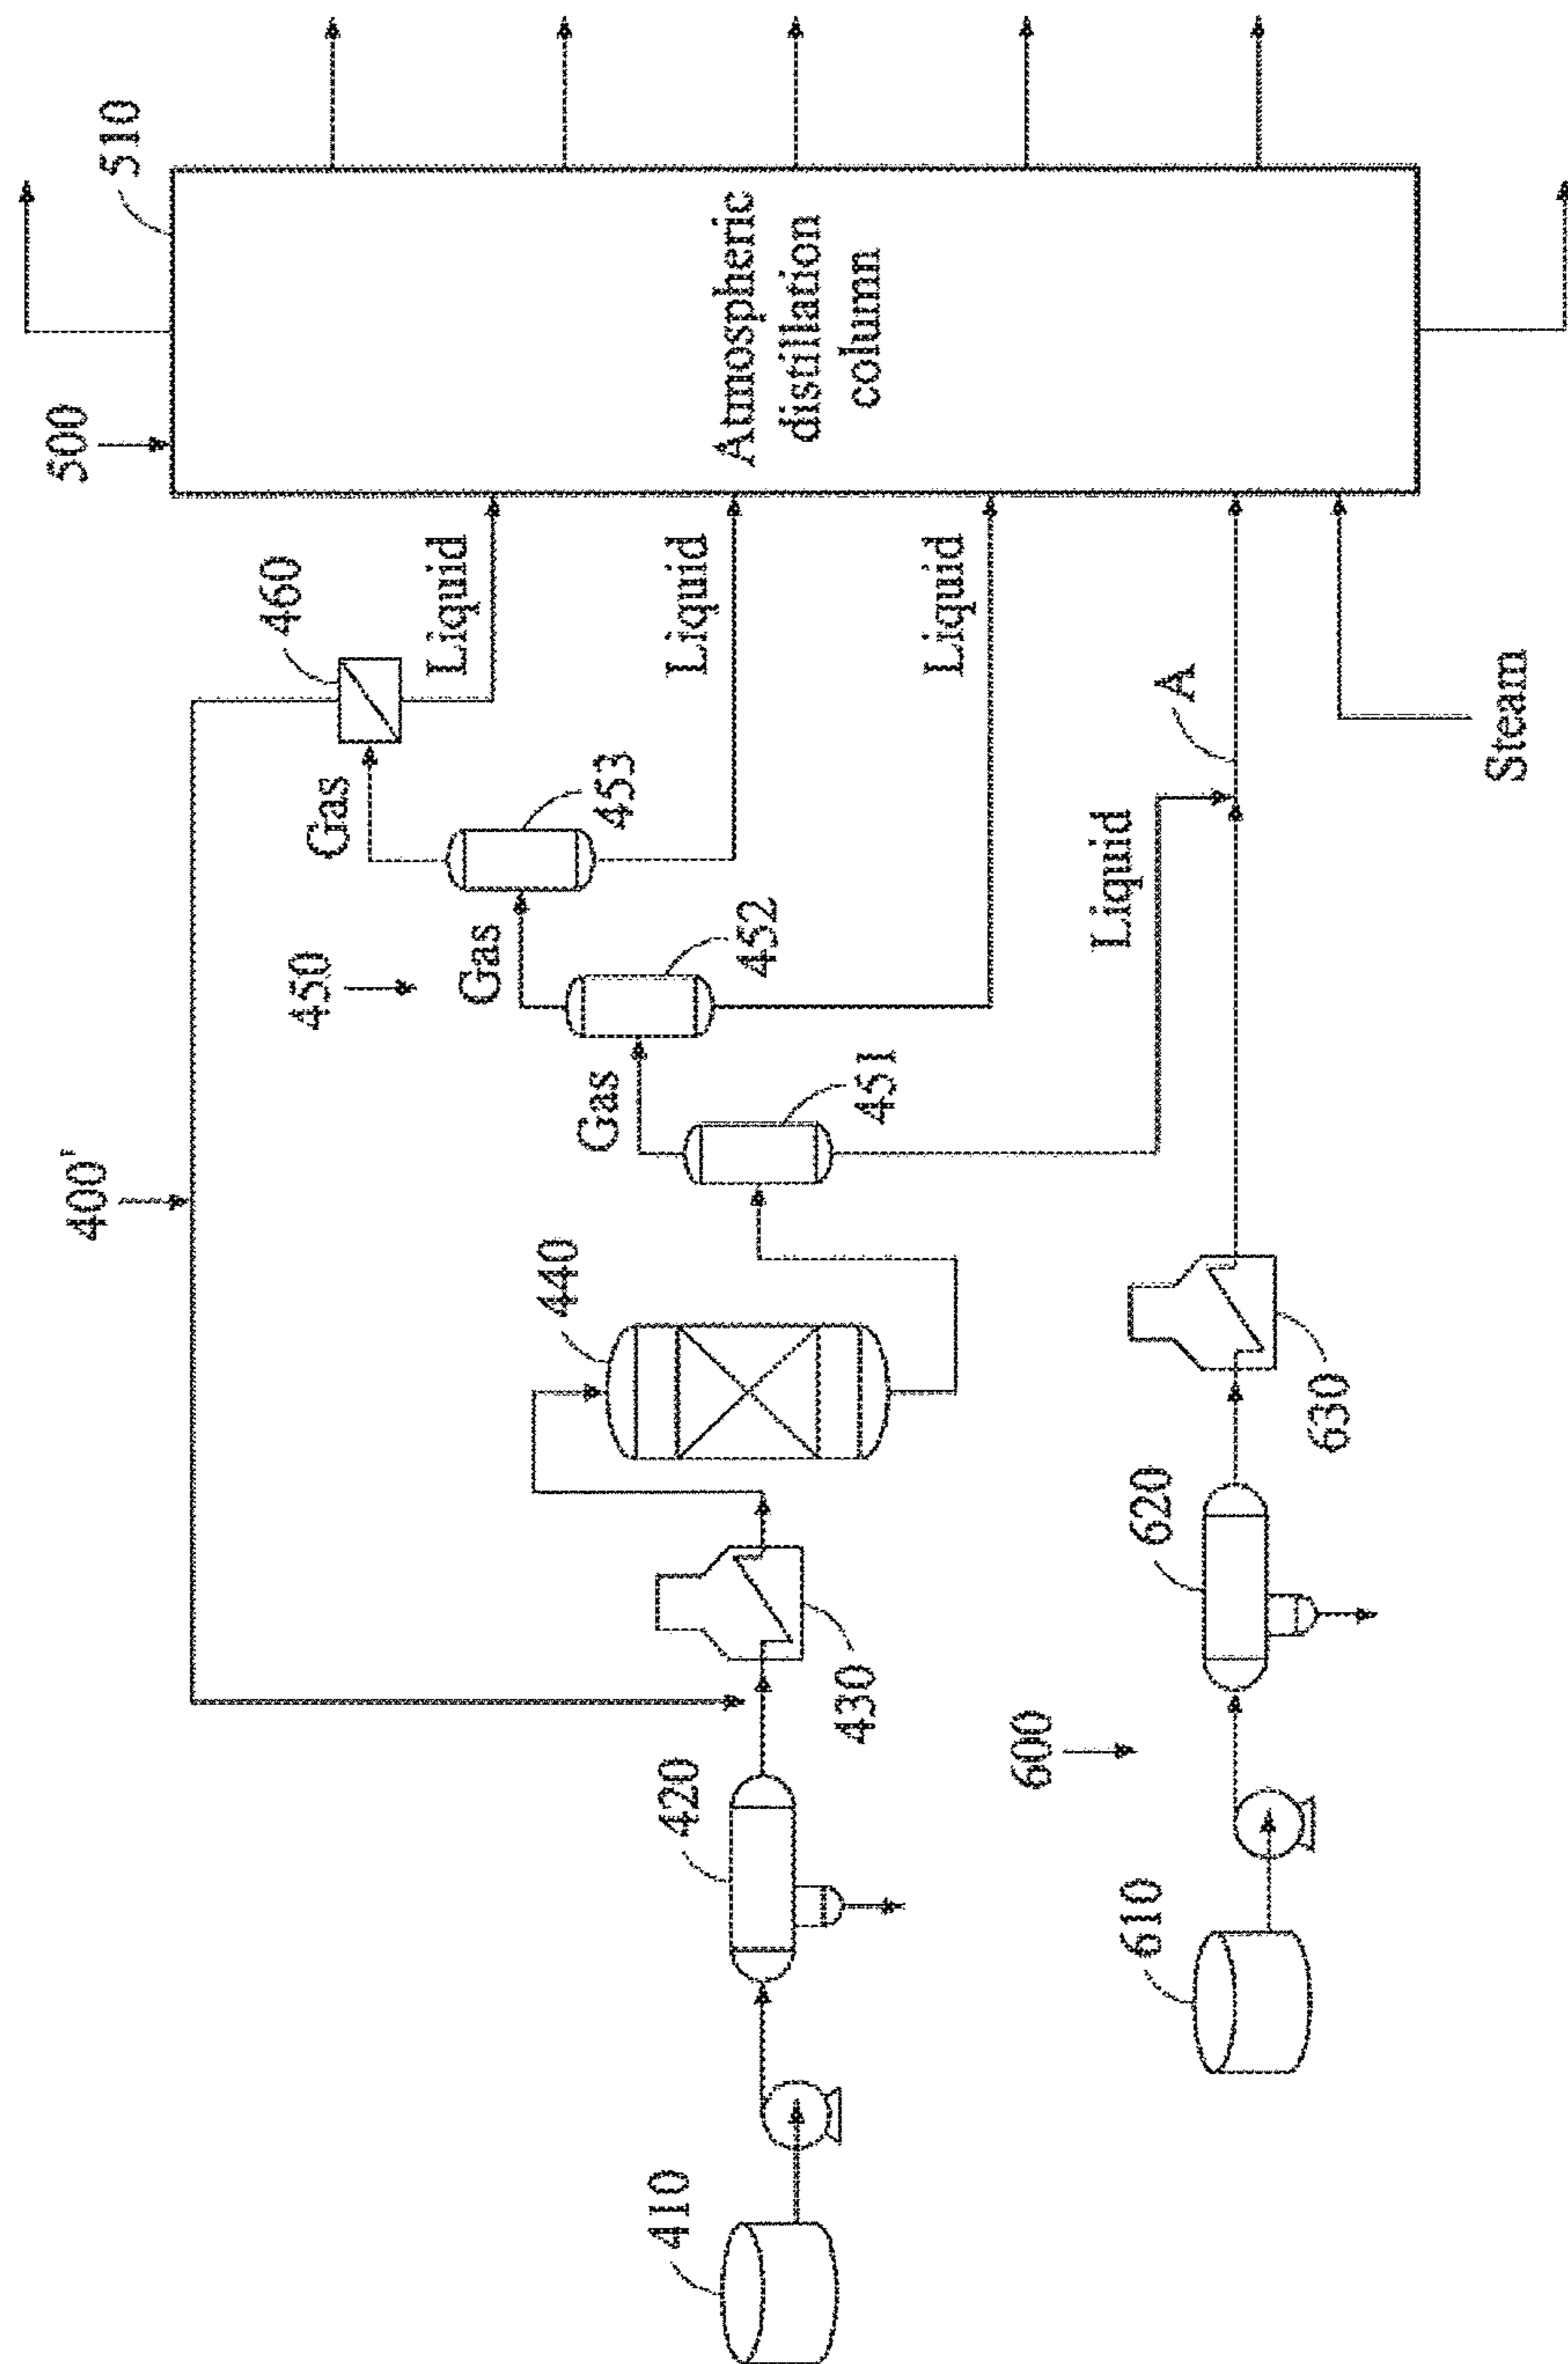 400'
500
510
460
Gas
Liquid
453
450
Gas
Liquid
452
Gas
Liquid
451
440
Atmospheric
distillation
column
Liquid
A
430
420
410
Steam
630
620
600
610